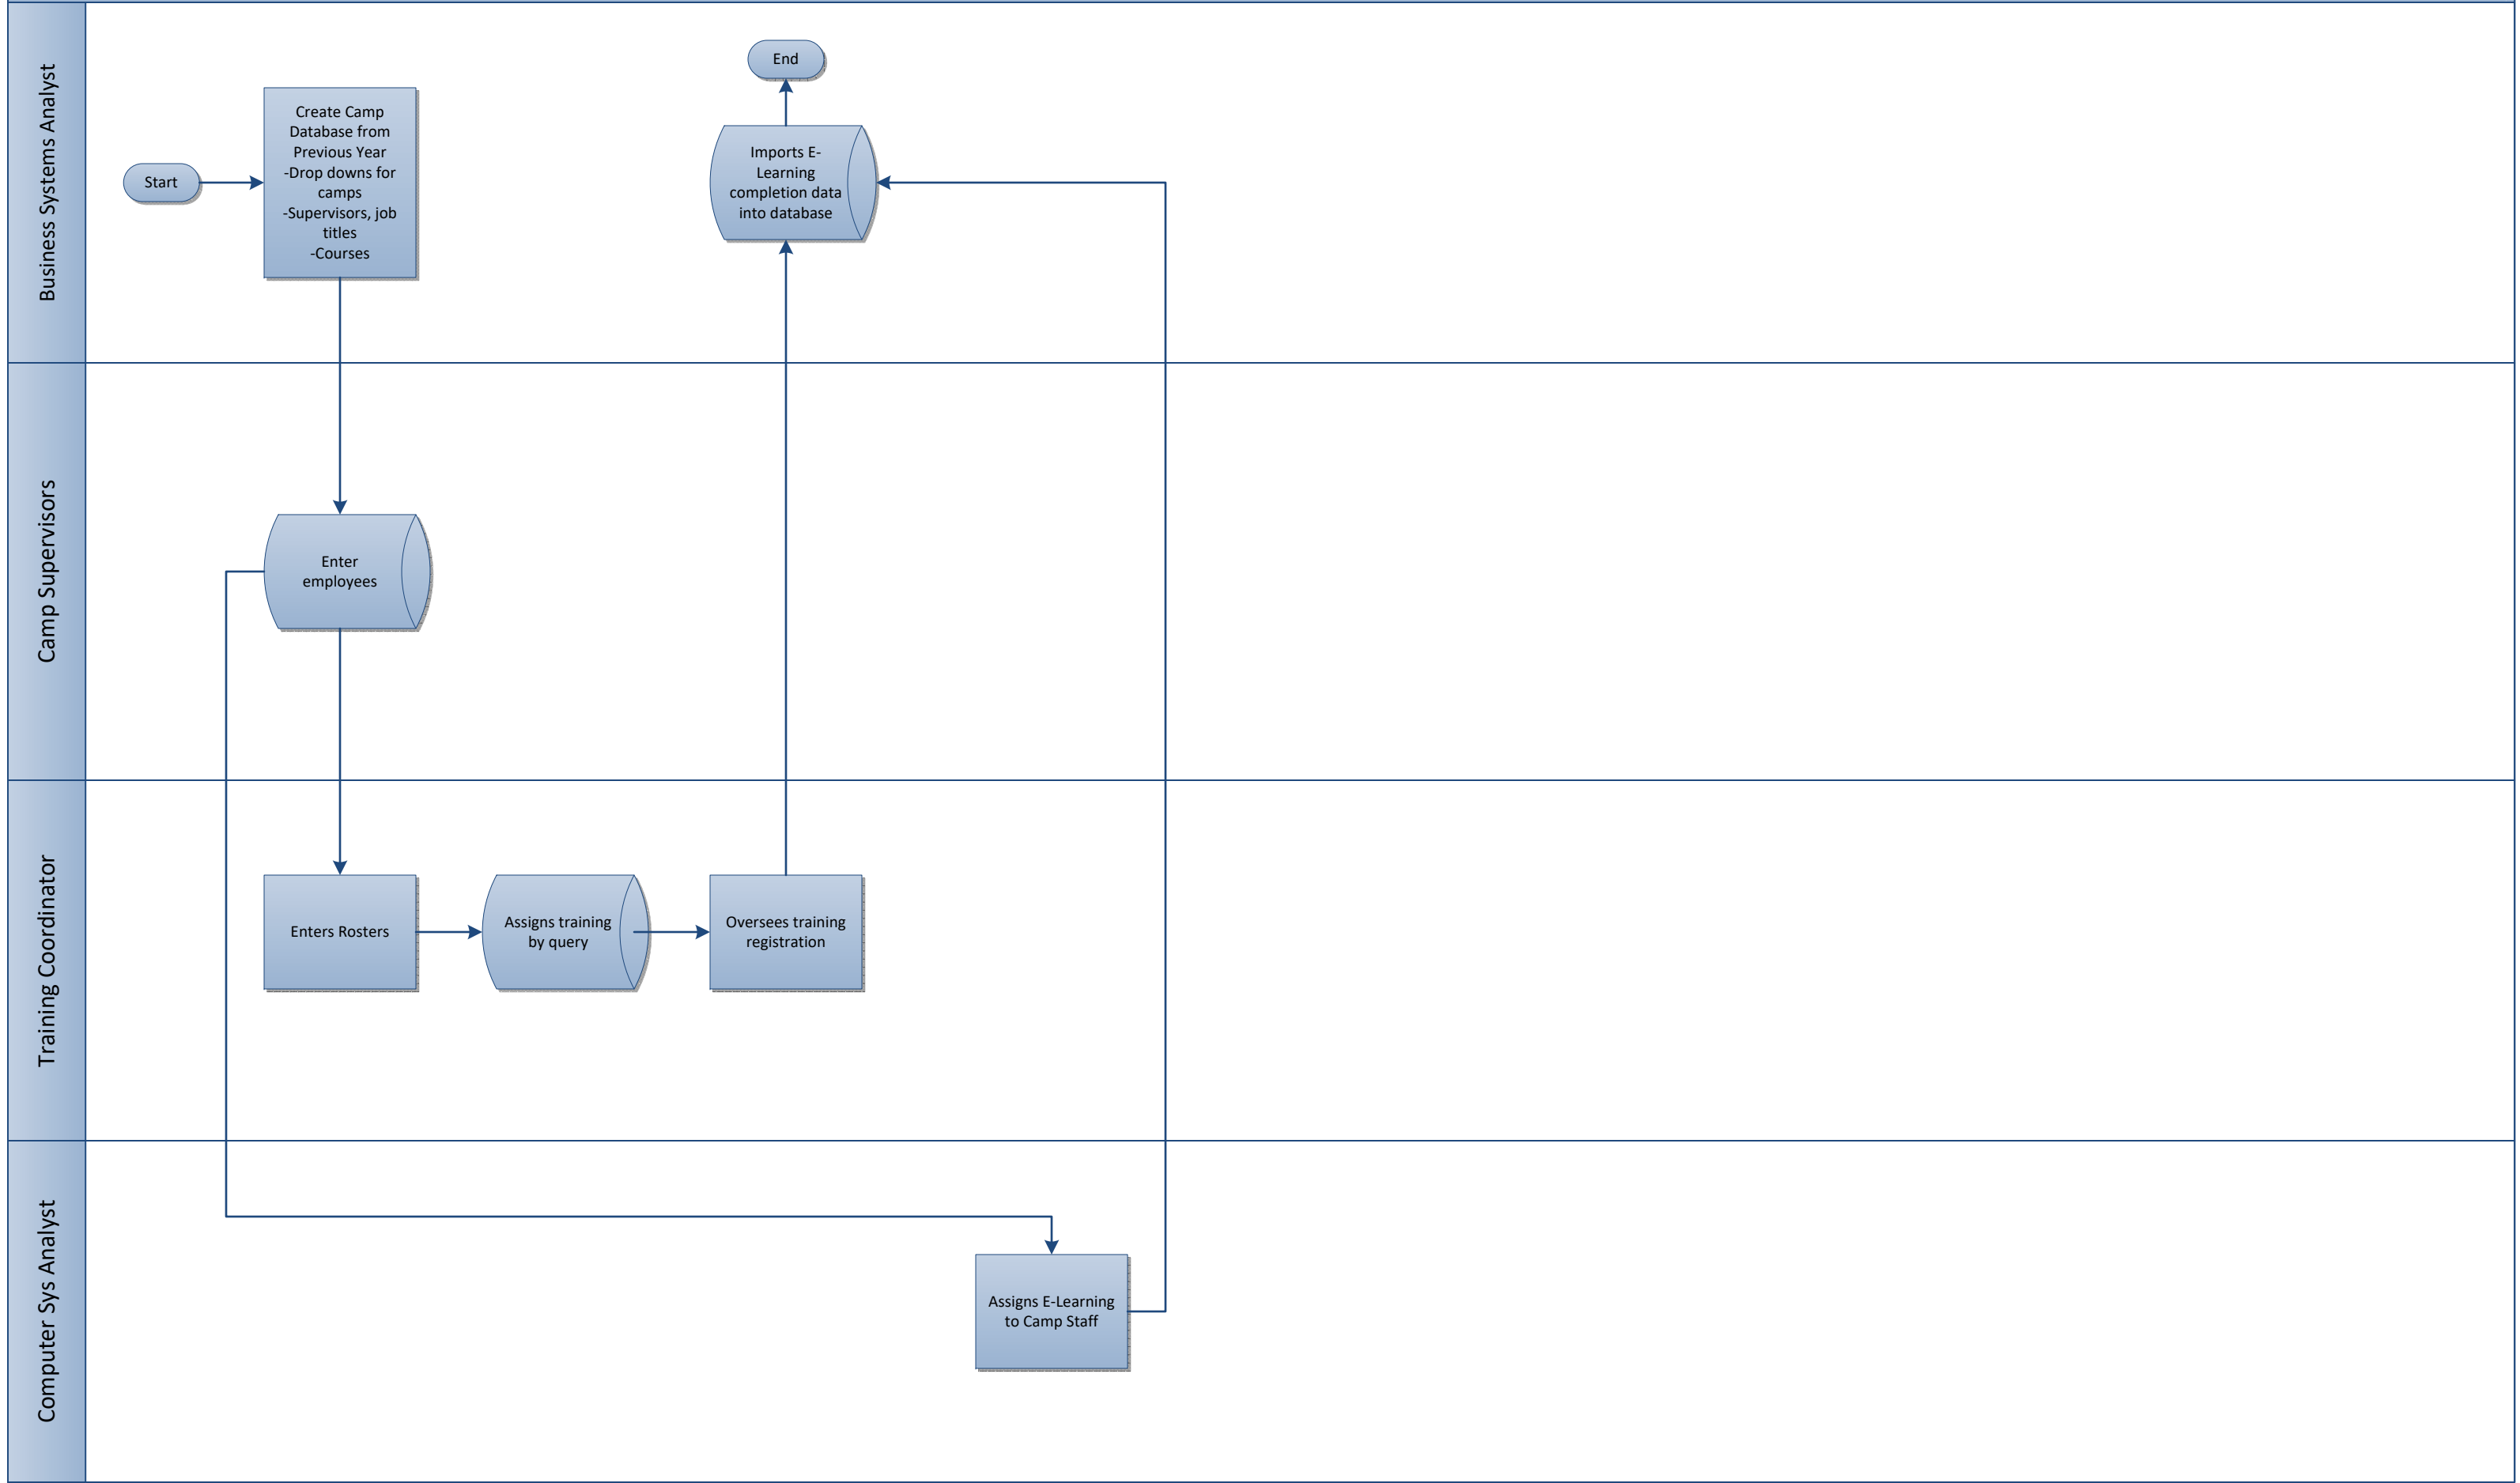 Business Systems Analyst
Start
Create Camp
Database from
Previous Year
-Drop downs for
camps
-Supervisors, job
titles
-Courses
End
Imports E-
Learning
completion data
into database
Camp Supervisors
Enter
employees
Training Coordinator
Enters Rosters
Assigns training
by query
Oversees training
registration
Computer Sys Analyst
Assigns E-Learning
to Camp Staff